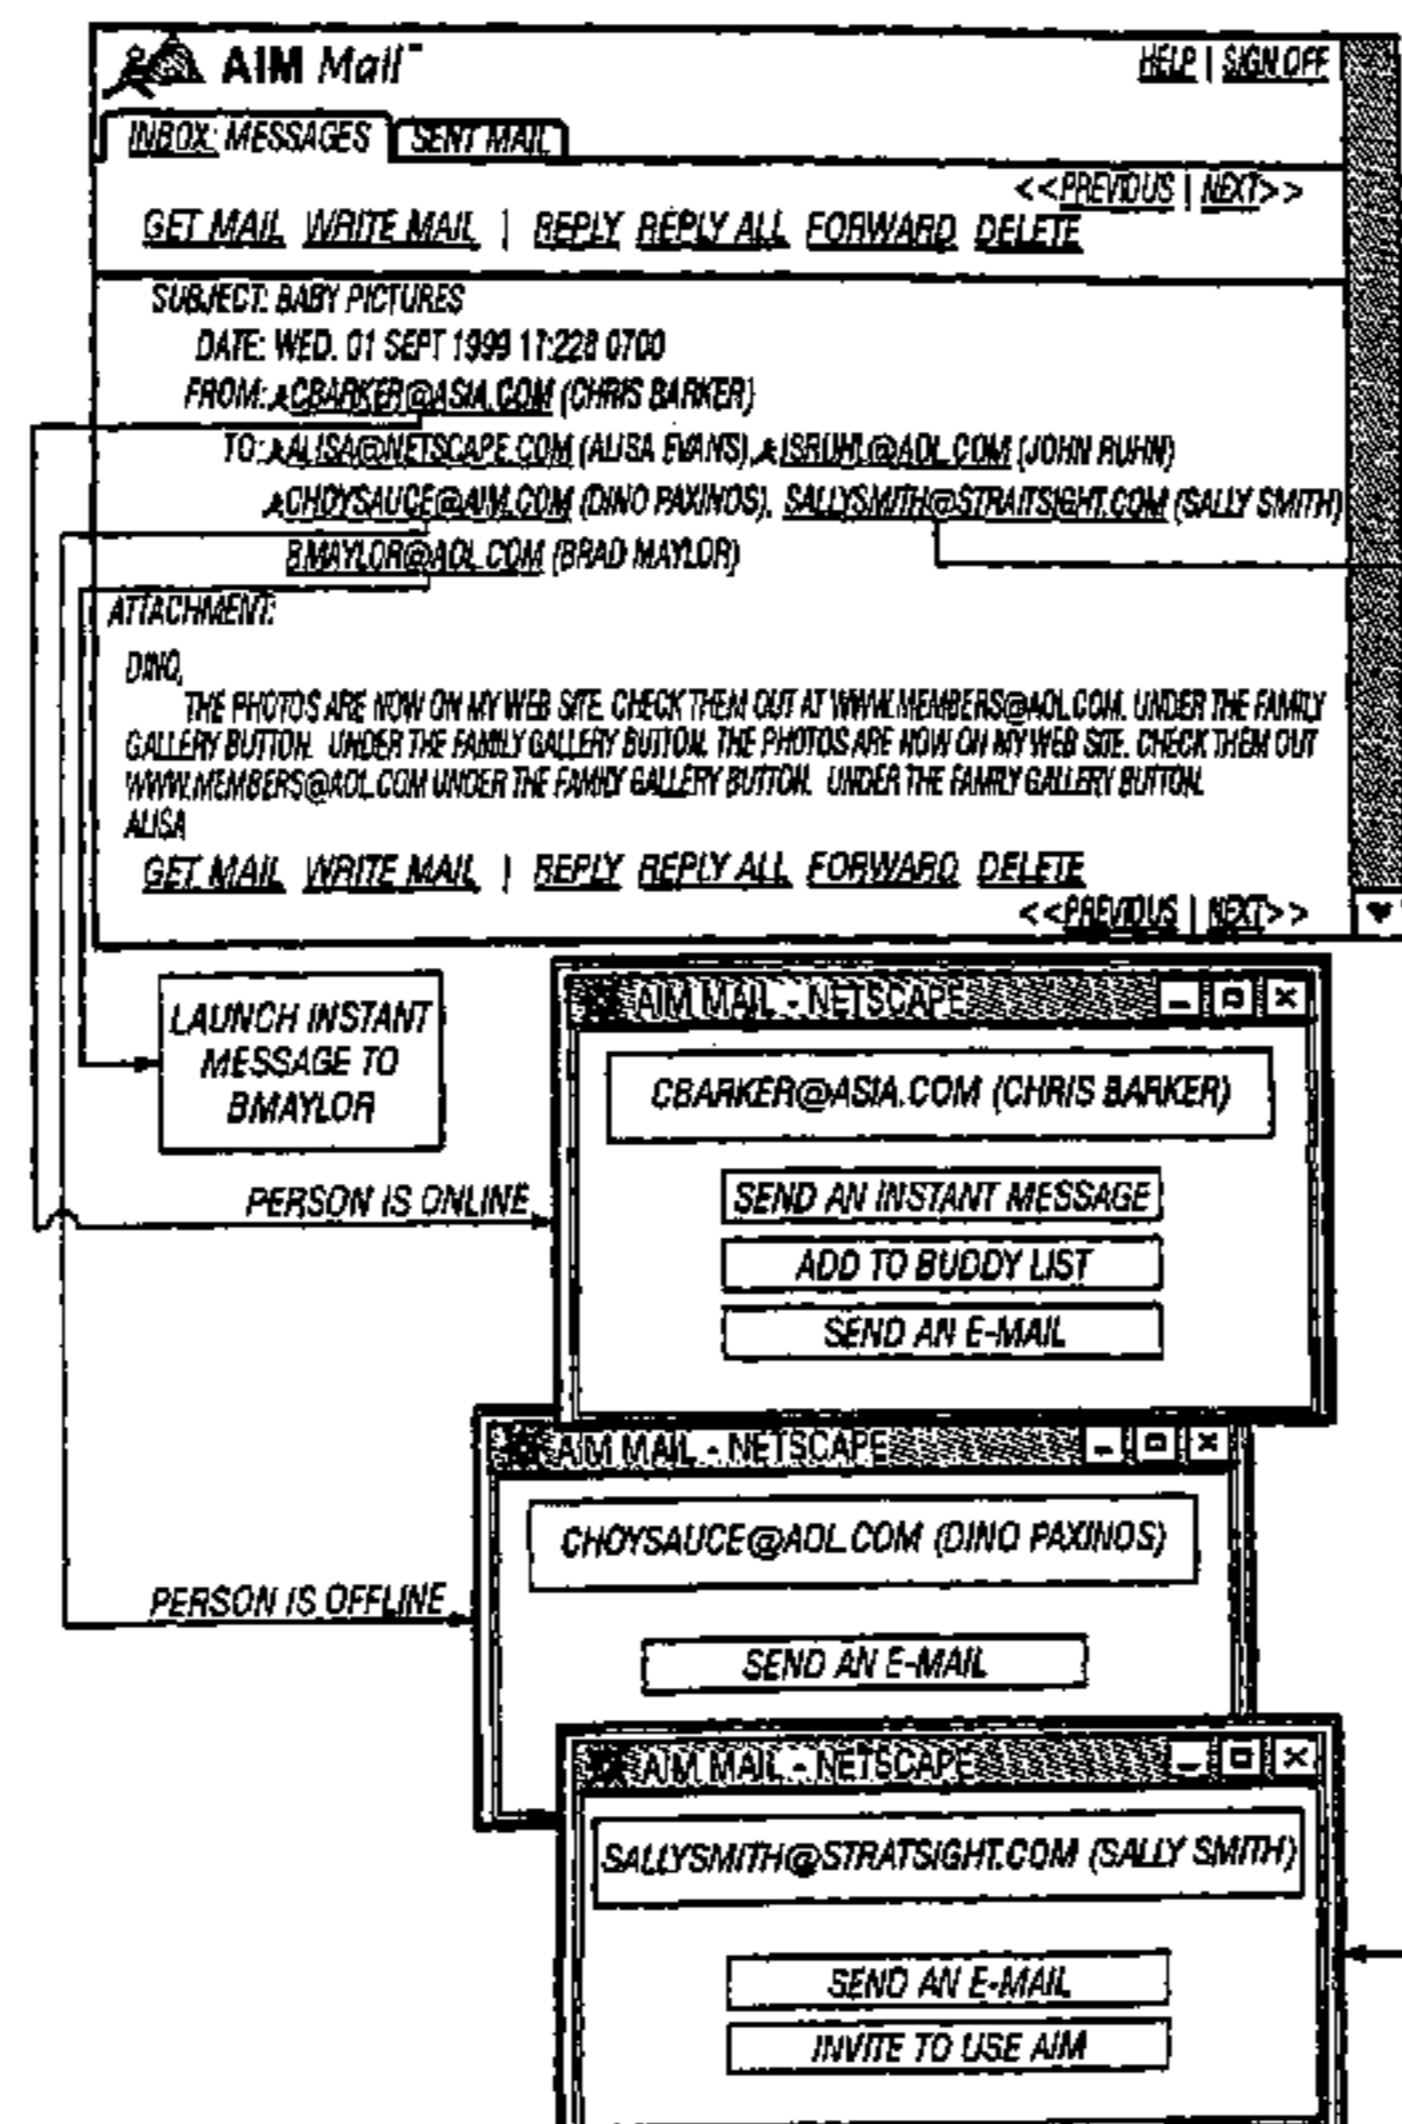 AIM Mail™
HELP | SIGN OFF
INBOX: MESSAGES SENT MAIL
<<PREVIOUS | NEXT>>
GET MAIL WRITE MAIL | REPLY REPLY ALL FORWARD DELETE
SUBJECT: BABY PICTURES
DATE: WED. 01 SEPT 1999 17:228 0700
FROM: CBARKER@ASIA.COM (CHRIS BARKER)
TO: ALISA@NETSCAPE.COM (ALISA EVANS), ISRUHL@AOL.COM (JOHN RUHN)
CHOYSAUCE@AIM.COM (DINO PAXINOS), SALLYSMITH@STRAITSIGHT.COM (SALLY SMITH)
BMAYLOR@AOL.COM (BRAD MAYLOR)
ATTACHMENT:
DINO,
THE PHOTOS ARE NOW ON MY WEB SITE. CHECK THEM OUT AT WWW.MEMBERS@AOL.COM. UNDER THE FAMILY
GALLERY BUTTON. UNDER THE FAMILY GALLERY BUTTON. THE PHOTOS ARE NOW ON MY WEB SITE. CHECK THEM OUT
WWW.MEMBERS@AOL.COM UNDER THE FAMILY GALLERY BUTTON. UNDER THE FAMILY GALLERY BUTTON.
ALISA
GET MAIL WRITE MAIL | REPLY REPLY ALL FORWARD DELETE
<<PREVIOUS | NEXT>>
LAUNCH INSTANT
MESSAGE TO
BMAYLOR
AIM MAIL - NETSCAPE
CBARKER@ASIA.COM (CHRIS BARKER)
SEND AN INSTANT MESSAGE
PERSON IS ONLINE
ADD TO BUDDY LIST
SEND AN E-MAIL
AIM MAIL - NETSCAPE
CHOYSAUCE@AOL.COM (DINO PAXINOS)
PERSON IS OFFLINE
SEND AN E-MAIL
AIM MAIL - NETSCAPE
SALLYSMITH@STRATSIGHT.COM (SALLY SMITH)
SEND AN E-MAIL
INVITE TO USE AIM